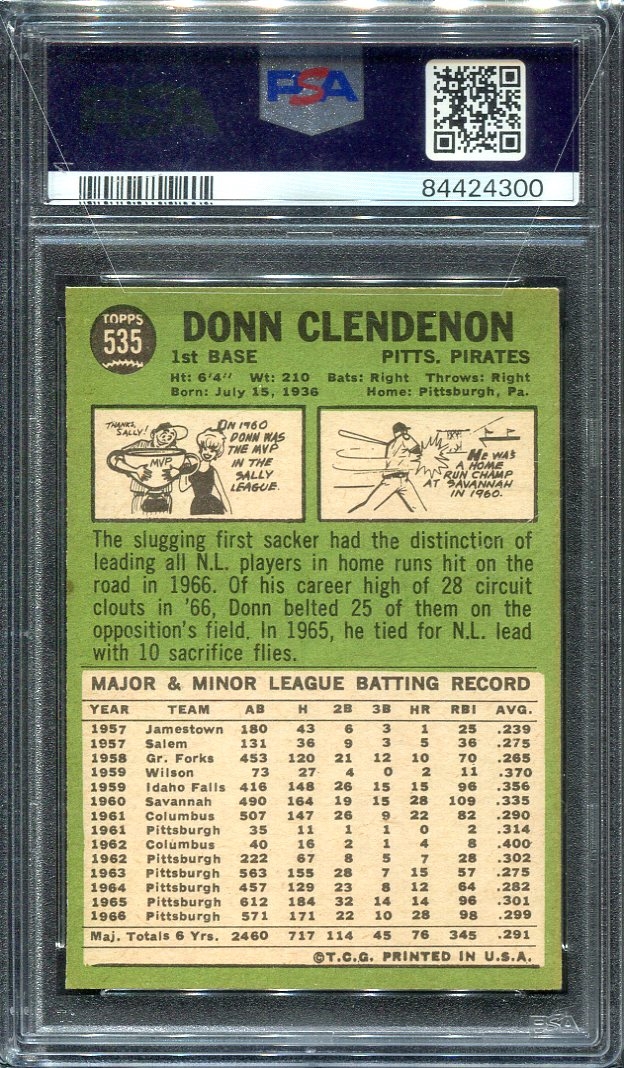 PSA
PSA
84424300
TOPPS
535
DONN CLENDENON
1st BASE PITTS. PIRATES
Ht: 6'4" Wt: 210 Bats: Right Throws: Right
Born: July 15, 1936 Home: Pittsburgh, Pa.
THANKS, SALLY!
MVP
IN 1960
DONN WAS
THE MVP
IN THE
SALLY
LEAGUE.
HE WAS
A HOME
RUN CHAMP
AT SAVANNAH
IN 1960.
The slugging first sacker had the distinction of
leading all N.L. players in home runs hit on the
road in 1966. Of his career high of 28 circuit
clouts in '66, Donn belted 25 of them on the
opposition's field. In 1965, he tied for N.L. lead
with 10 sacrifice flies.
MAJOR & MINOR LEAGUE BATTING RECORD
YEAR TEAM AB H 2B 3B HR RBI AVG.
1957 Jamestown 180 43 6 3 1 25 .239
1957 Salem 131 36 9 3 5 36 .275
1958 Gr. Forks 453 120 21 12 10 70 .265
1959 Wilson 73 27 4 0 2 11 .370
1959 Idaho Falls 416 148 26 15 15 96 .356
1960 Savannah 490 164 19 15 28 109 .335
1961 Columbus 507 147 26 9 22 82 .290
1961 Pittsburgh 35 11 1 1 0 2 .314
1962 Columbus 40 16 2 1 4 8 .400
1962 Pittsburgh 222 67 8 5 7 28 .302
1963 Pittsburgh 563 155 28 7 15 57 .275
1964 Pittsburgh 457 129 23 8 12 64 .282
1965 Pittsburgh 612 184 32 14 14 96 .301
1966 Pittsburgh 571 171 22 10 28 98 .299
Maj. Totals 6 Yrs. 2460 717 114 45 76 345 .291
©T.C.G. PRINTED IN U.S.A.
PSA